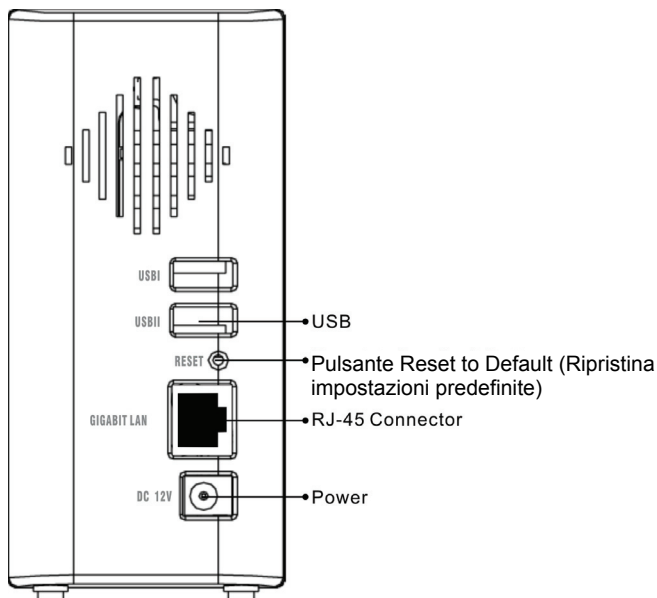 USBI
USBII
USB
RESET
Pulsante Reset to Default (Ripristina
impostazioni predefinite)
GIGABIT LAN
RJ-45 Connector
DC 12V
Power